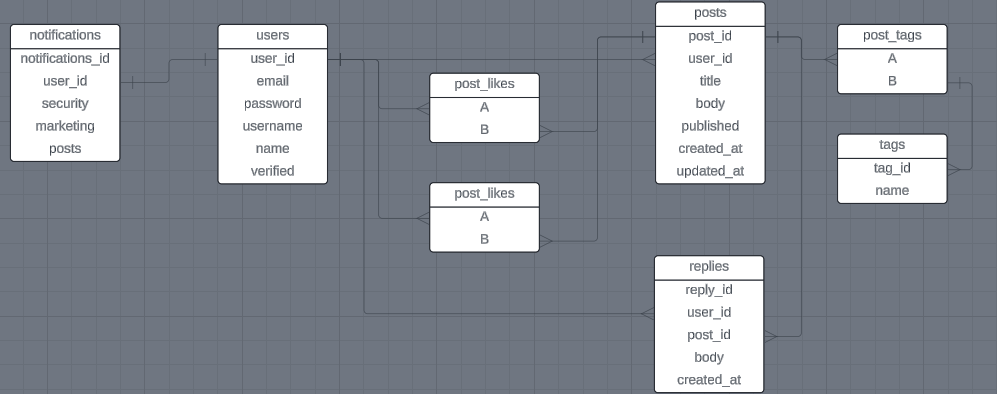 notifications
notifications_id
user_id
security
marketing
posts
users
user_id
email
password
username
name
verified
post_likes
A
B
post_likes
A
B
posts
post_id
user_id
title
body
published
created_at
updated_at
replies
reply_id
user_id
post_id
body
created_at
post_tags
A
B
tags
tag_id
name